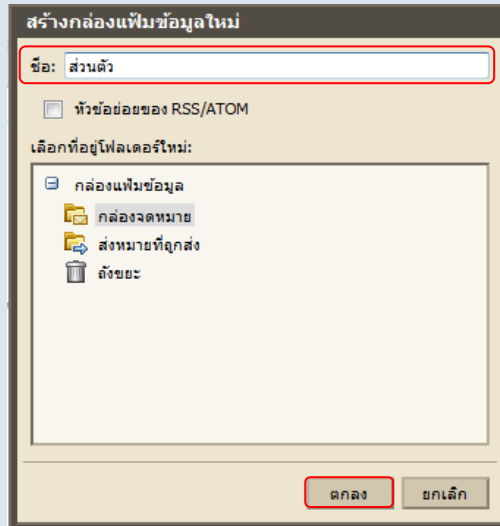 สร้างกล่องแฟ้มข้อมูลใหม่
ชื่อ: ส่วนตัว
หัวข้อย่อยของ RSS/ATOM
เลือกที่อยู่โฟลเดอร์ใหม่:
กล่องแฟ้มข้อมูล
กล่องจดหมาย
ส่งหมายที่ถูกส่ง
ถังขยะ
ตกลง ยกเลิก